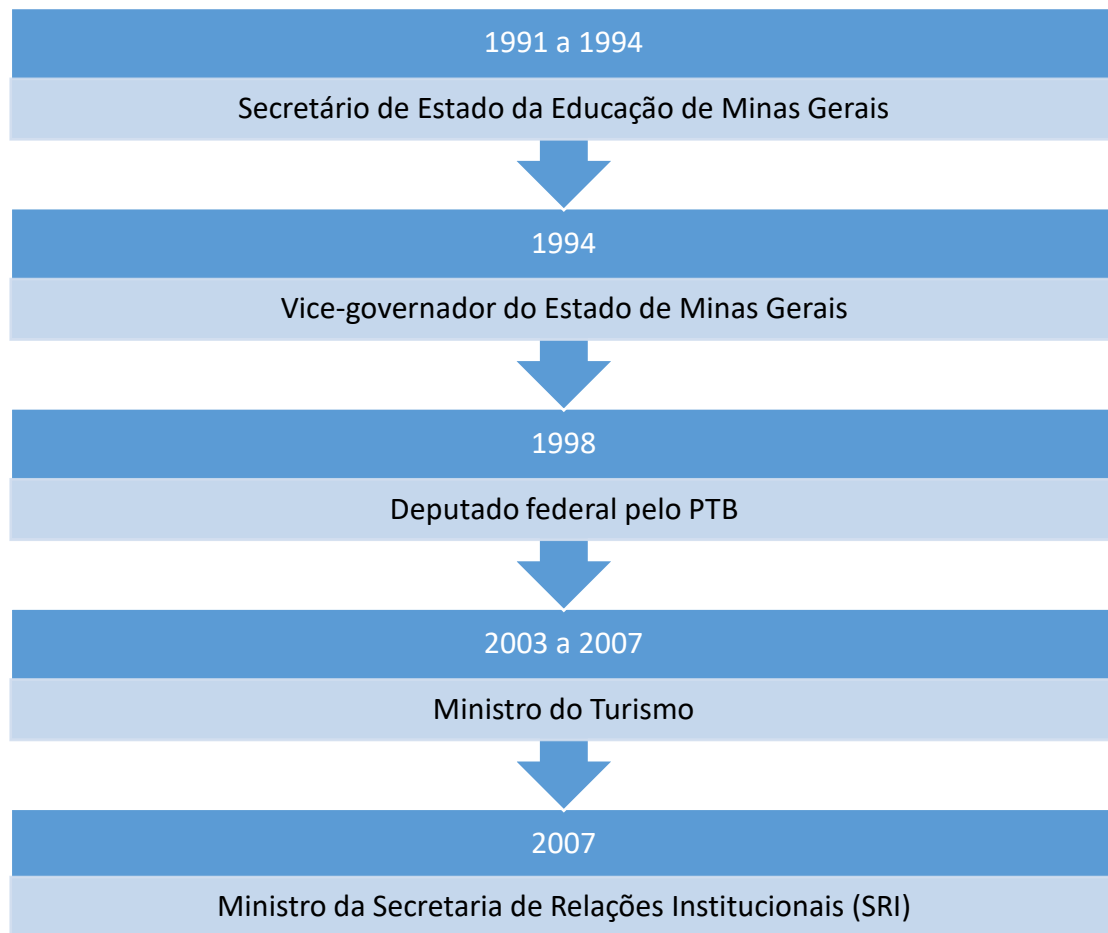 1991 a 1994
Secretário de Estado da Educação de Minas Gerais
1994
Vice-governador do Estado de Minas Gerais
1998
Deputado federal pelo PTB
2003 a 2007
Ministro do Turismo
2007
Ministro da Secretaria de Relações Institucionais (SRI)